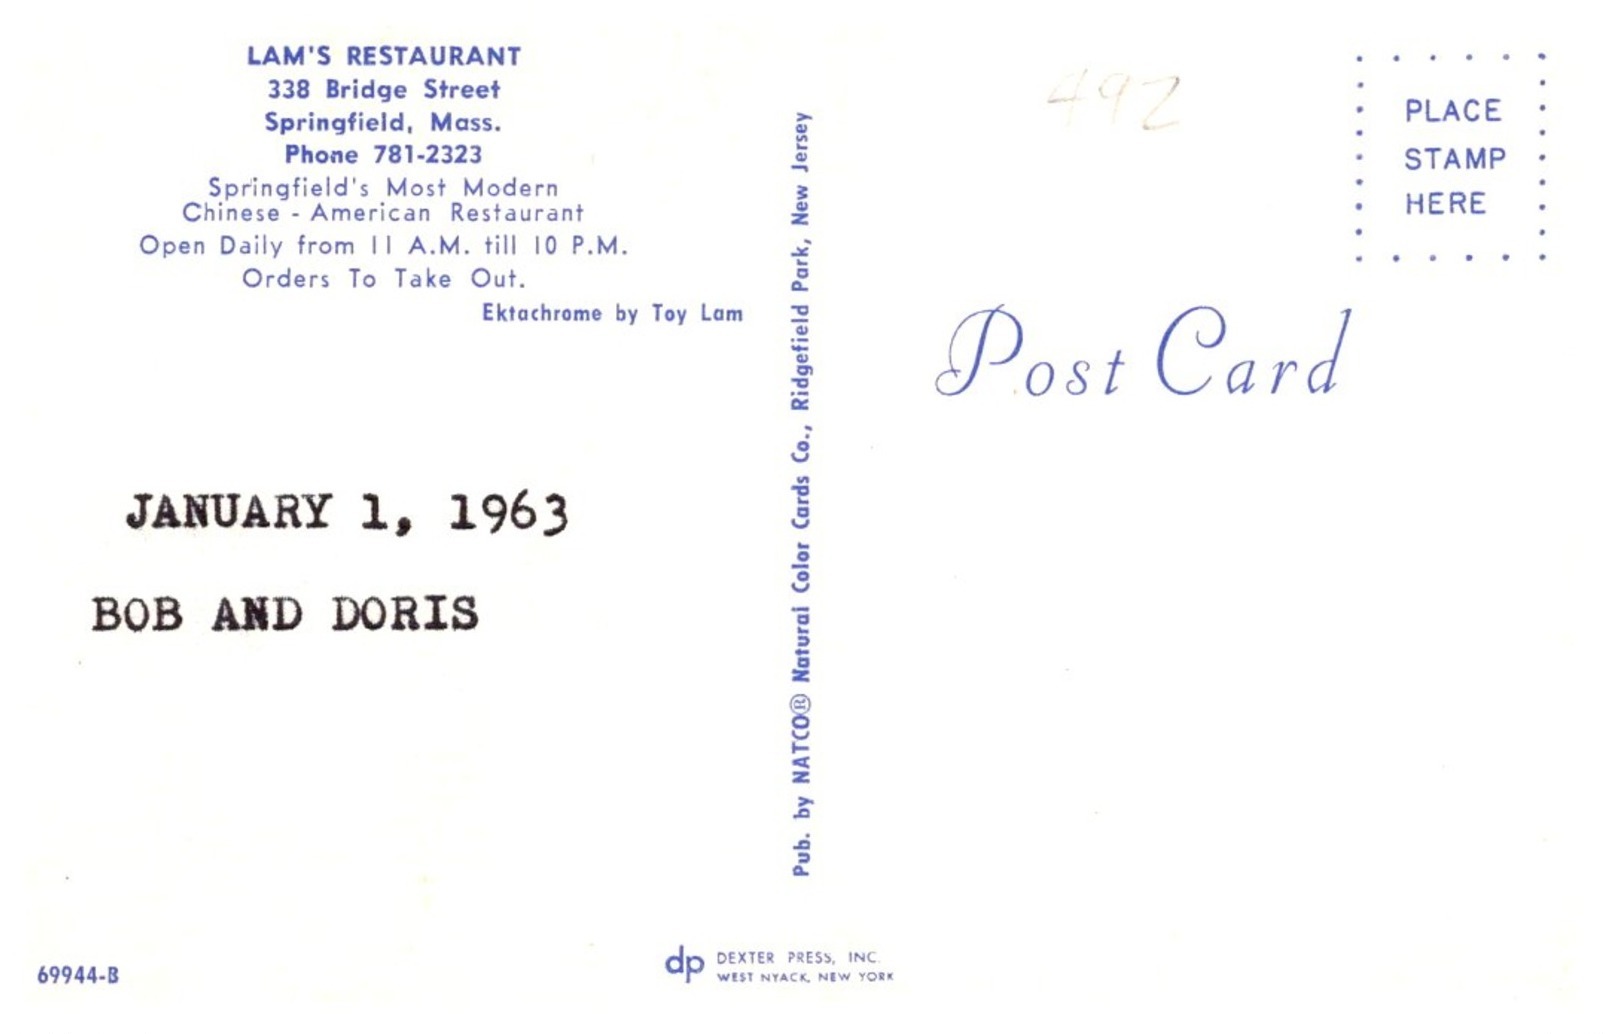 LAM'S RESTAURANT
338 Bridge Street
Springfield, Mass.
Phone 781-2323
Springfield's Most Modern
Chinese - American Restaurant
Open Daily from 11 A.M. till 10 P.M.
Orders To Take Out.
Ektachrome by Toy Lam
JANUARY 1, 1963
BOB AND DORIS
69944-B
Pub. by NATCO® Natural Color Cards Co., Ridgefield Park, New Jersey
dp DEXTER PRESS, INC.
WEST NYACK, NEW YORK
492
PLACE
STAMP
HERE
Post Card